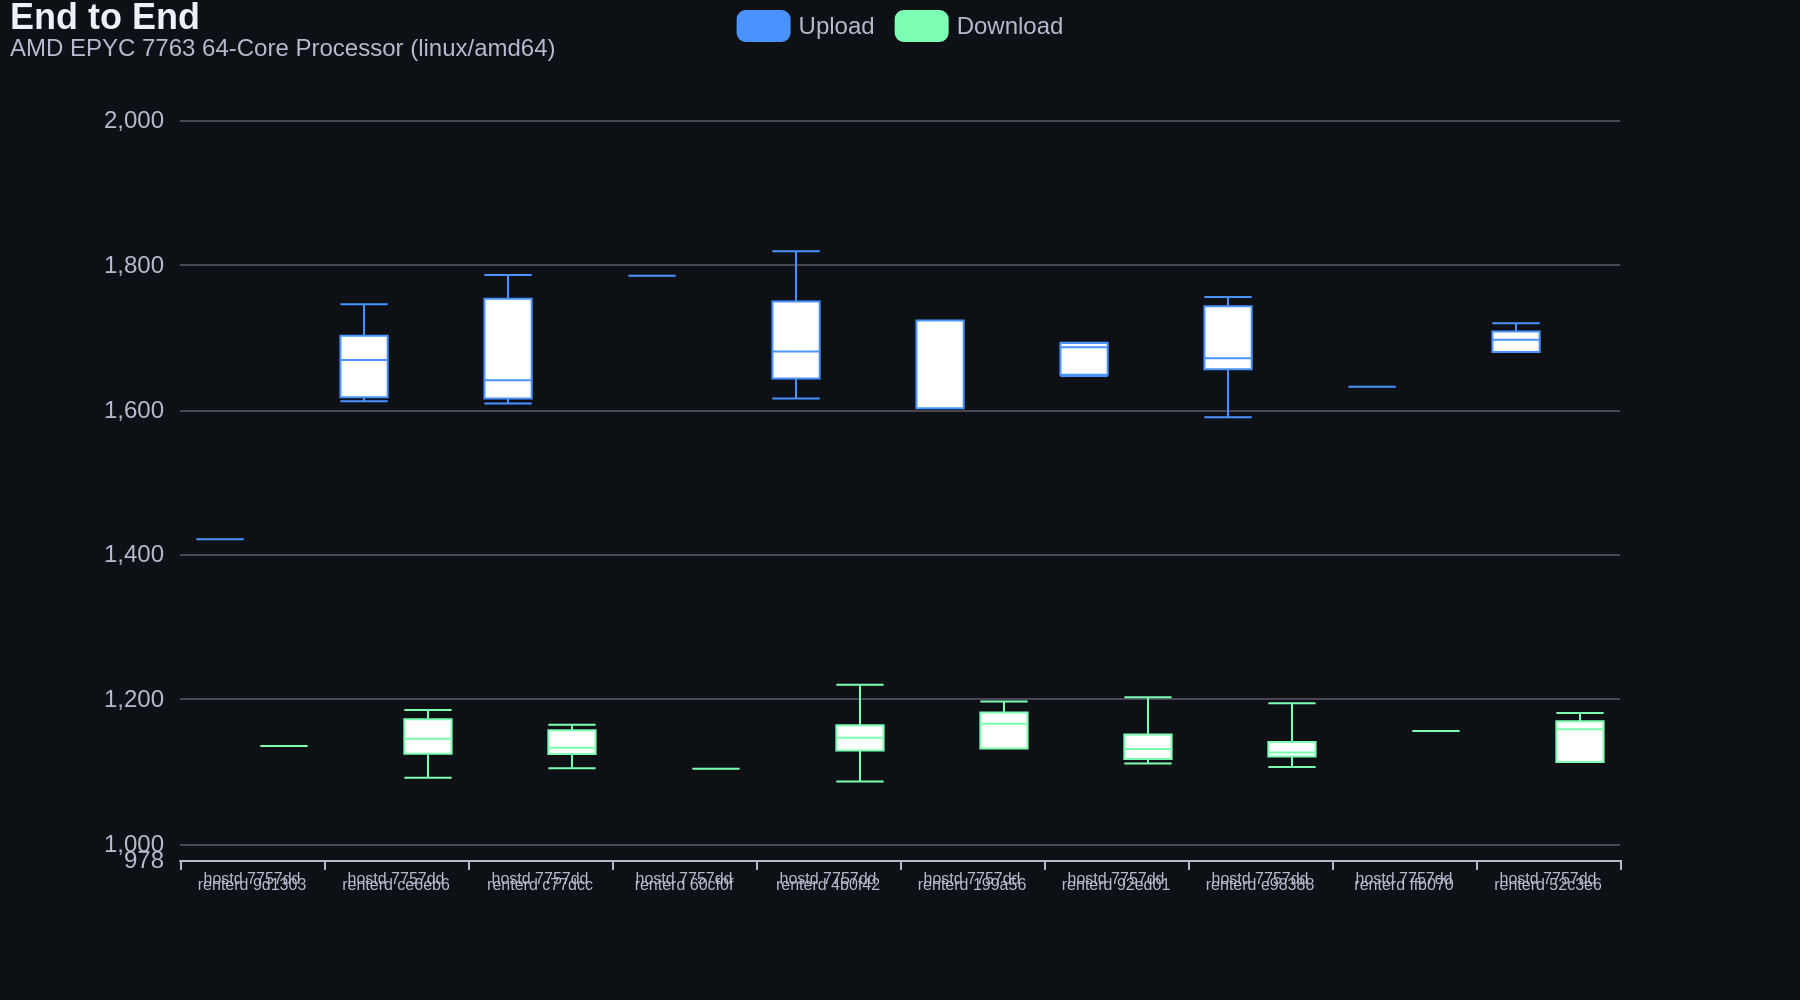 End to End
AMD EPYC 7763 64-Core Processor (linux/amd64)
Upload
Download
2,000
1,800
1,600
1,400
1,200
1,000
978
hostd 7757dd
renterd 9d1303
hostd 7757dd
renterd ce6eb6
hostd 7757dd
renterd c77dcc
hostd 7757dd
renterd 60cf0f
hostd 7757dd
renterd 4b0f42
hostd 7757dd
renterd 199a56
hostd 7757dd
renterd 92ed01
hostd 7757dd
renterd e98388
hostd 7757dd
renterd ffb070
hostd 7757dd
renterd 52c3e6